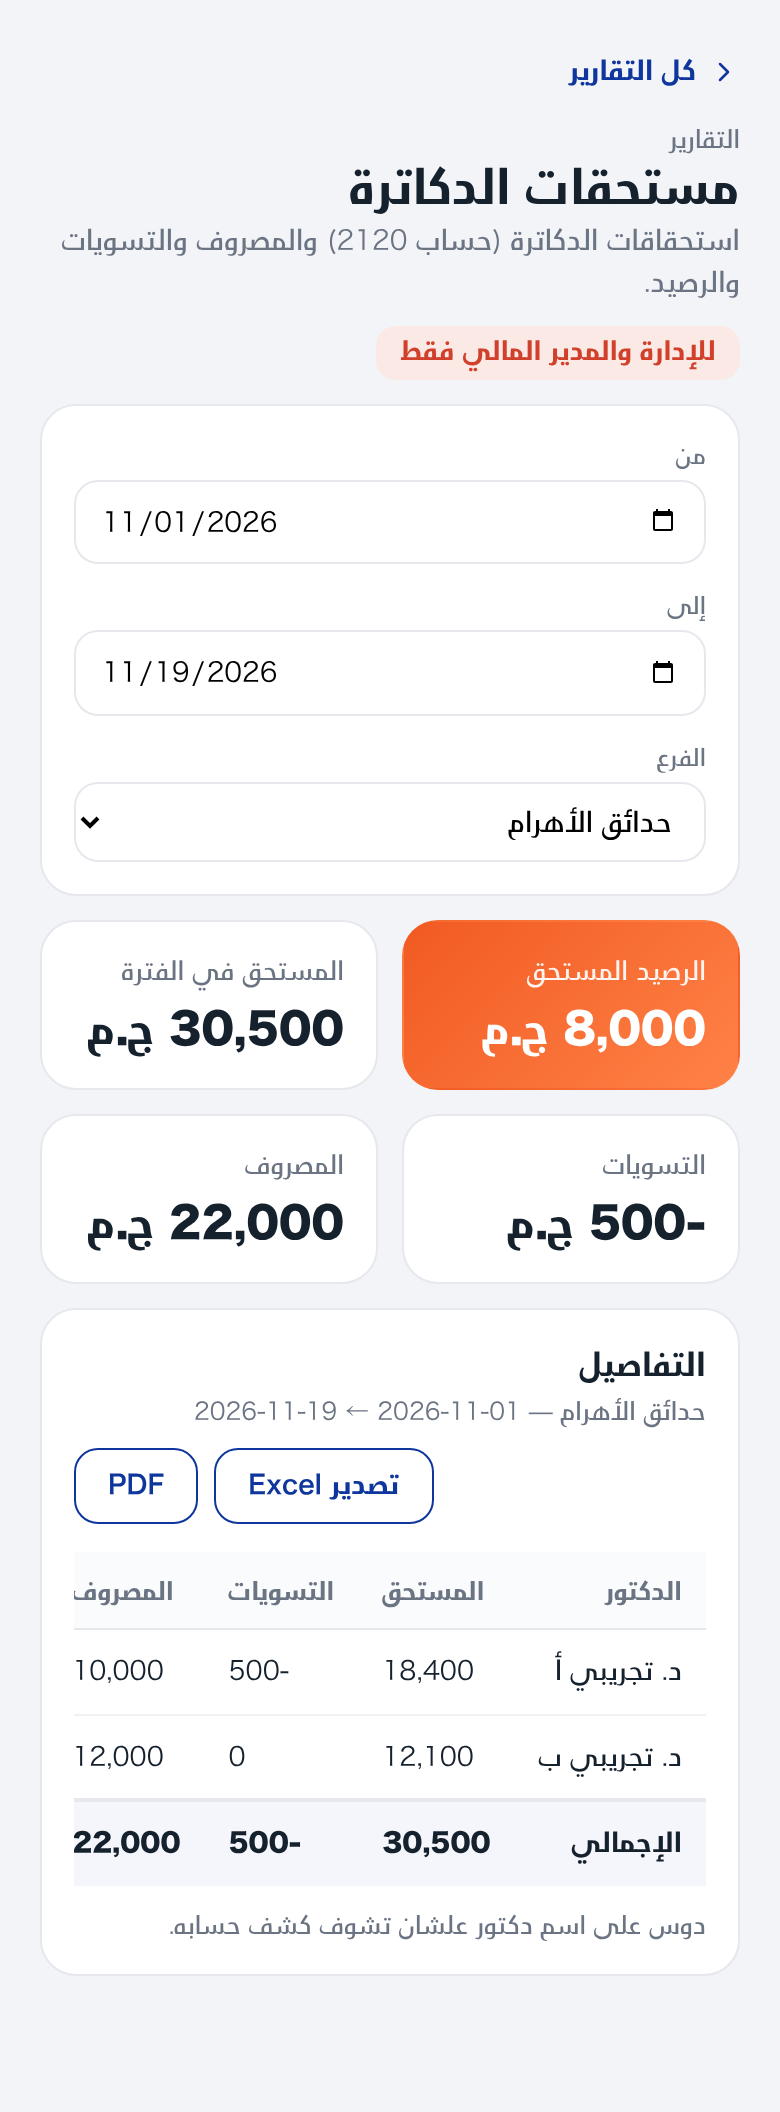 كل التقارير
التقارير
مستحقات الدكاترة
استحقاقات الدكاترة (حساب 2120) والمصروف والتسويات
والرصيد.
للإدارة والمدير المالي فقط
من
11/01/2026
إلى
11/19/2026
الفرع
حدائق الأهرام
الرصيد المستحق
8,000 ج.م
المستحق في الفترة
30,500 ج.م
التسويات
-500 ج.م
المصروف
22,000 ج.م
التفاصيل
حدائق الأهرام — 2026-11-01 ← 2026-11-19
تصدير Excel
PDF
الدكتور المستحق التسويات المصروف
د. تجريبي أ 18,400 -500 10,000
د. تجريبي ب 12,100 0 12,000
الإجمالي 30,500 -500 22,000
دوس على اسم دكتور علشان تشوف كشف حسابه.